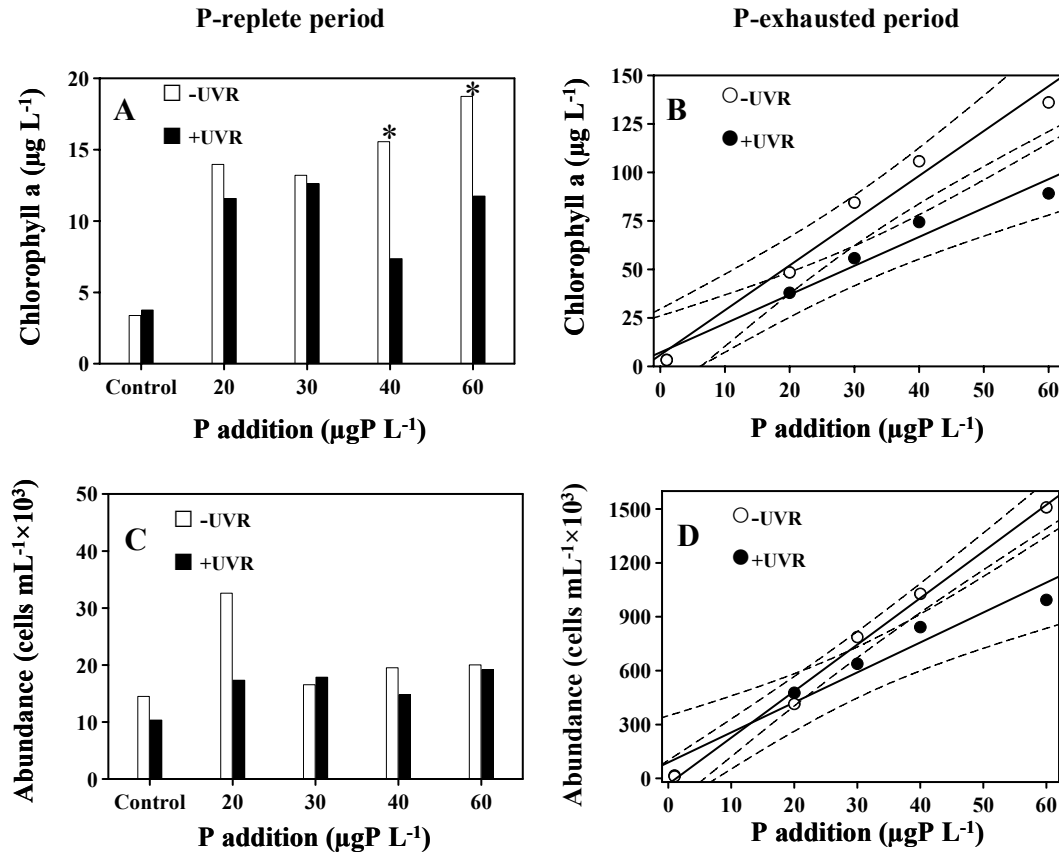 P-replete period
P-exhausted period
A
-UVR
+UVR
*
*
Chlorophyll a (µg L-1)
20
15
10
5
0
Control 20 30 40 60
P addition (µgP L-1)
B
-UVR
+UVR
Chlorophyll a (µg L-1)
150
125
100
75
50
25
0
0 10 20 30 40 50 60
P addition (µgP L-1)
C
-UVR
+UVR
Abundance (cells mL-1×103)
50
40
30
20
10
0
Control 20 30 40 60
P addition (µgP L-1)
D
-UVR
+UVR
Abundance (cells mL-1×103)
1500
1200
900
600
300
0
0 10 20 30 40 50 60
P addition (µgP L-1)